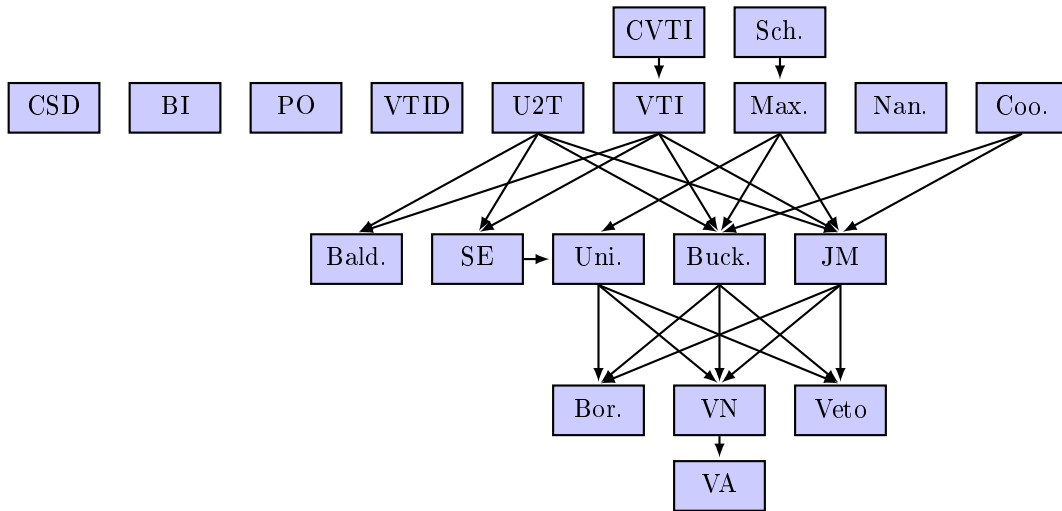 CVTI Sch.
CSD BI PO VTID U2T VTI Max. Nan. Coo.
Bald. SE Uni. Buck. JM
Bor. VN Veto
VA